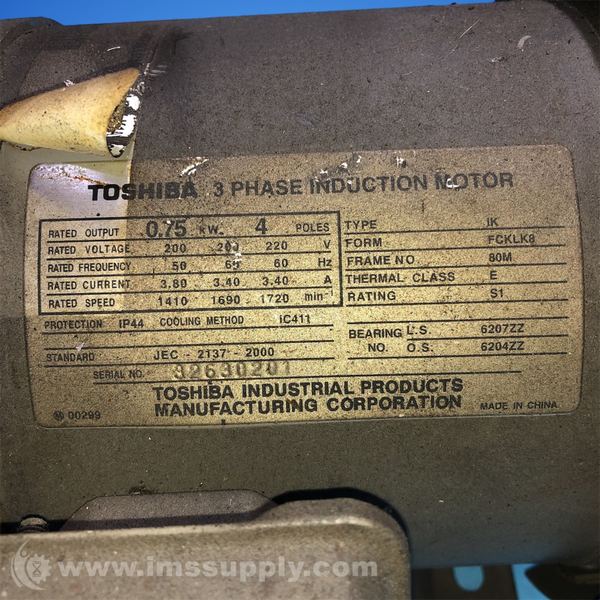 TOSHIBA 3 PHASE INDUCTION MOTOR
RATED OUTPUT 0.75 KW. 4 POLES
RATED VOLTAGE 200 200 220 V
RATED FREQUENCY 50 60 60 Hz
RATED CURRENT 3.80 3.40 3.40 A
RATED SPEED 1410 1690 1720 min⁻¹
TYPE IK
FORM FCKLK8
FRAME NO 80M
THERMAL CLASS E
RATING S1
PROTECTION IP44 COOLING METHOD IC411
BEARING L.S. 6207ZZ
NO. O.S. 6204ZZ
STANDARD JEC - 2137 - 2000
SERIAL NO. 32630201
TOSHIBA INDUSTRIAL PRODUCTS
MANUFACTURING CORPORATION
00299
MADE IN CHINA
www.imssupply.com